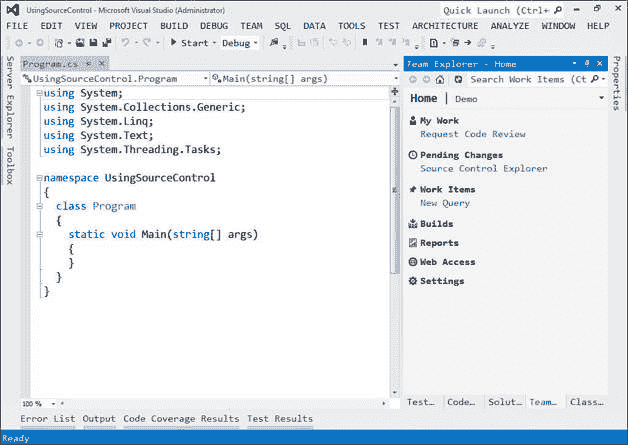 UsingSourceControl - Microsoft Visual Studio (Administrator)
Quick Launch (Ctrl+
FILE EDIT VIEW PROJECT BUILD DEBUG TEAM SQL DATA TOOLS TEST ARCHITECTURE ANALYZE WINDOW HELP
Start Debug
Server Explorer
Toolbox
Program.cs
UsingSourceControl.Program
Main(string[] args)
using System;
using System.Collections.Generic;
using System.Linq;
using System.Text;
using System.Threading.Tasks;
namespace UsingSourceControl
{
class Program
{
static void Main(string[] args)
{
}
}
}
100 %
Team Explorer - Home
Search Work Items (Ct
Home | Demo
My Work
Request Code Review
Pending Changes
Source Control Explorer
Work Items
New Query
Builds
Reports
Web Access
Settings
Test... Code... Solut... Team... Class...
Properties
Error List Output Code Coverage Results Test Results
Ready